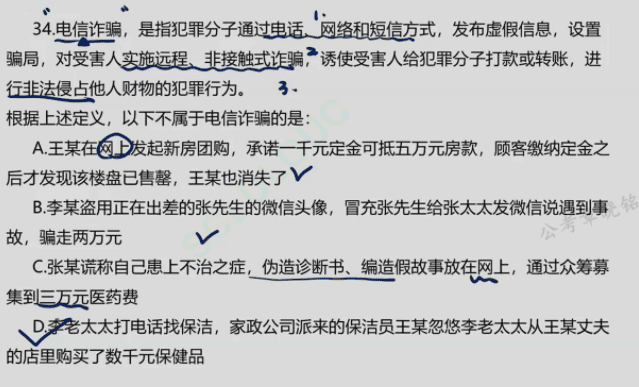 1.
34.“电信诈骗”，是指犯罪分子通过电话、网络和短信方式，发布虚假信息，设置
骗局，对受害人实施远程、非接触式诈骗，诱使受害人给犯罪分子打款或转账，进
2
行非法侵占他人财物的犯罪行为。
3.
根据上述定义，以下不属于电信诈骗的是：
A.王某在网上发起新房团购，承诺一千元定金可抵五万元房款，顾客缴纳定金之
后才发现该楼盘已售罄，王某也消失了
B.李某盗用正在出差的张先生的微信头像，冒充张先生给张太太发微信说遇到事
故，骗走两万元
C.张某谎称自己患上不治之症，伪造诊断书、编造假故事放在网上，通过众筹募
集到三万元医药费
D.李老太太打电话找保洁，家政公司派来的保洁员王某忽悠李老太太从王某丈夫
的店里购买了数千元保健品